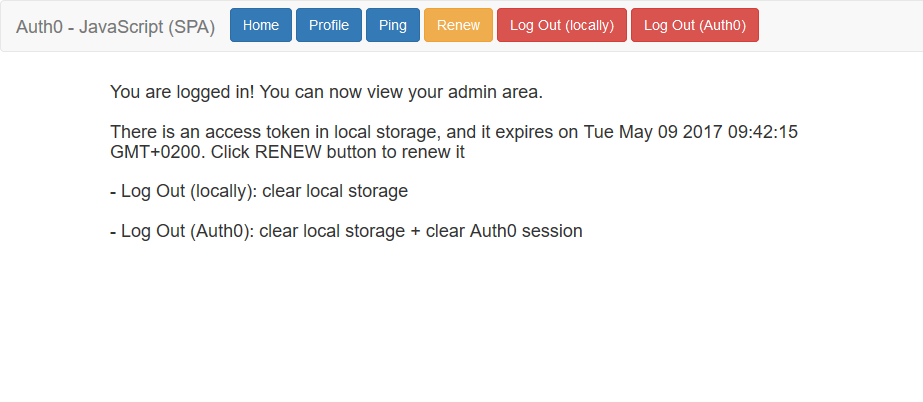 Auth0 - JavaScript (SPA) Home Profile Ping Renew Log Out (locally) Log Out (Auth0)
You are logged in! You can now view your admin area.
There is an access token in local storage, and it expires on Tue May 09 2017 09:42:15
GMT+0200. Click RENEW button to renew it
- Log Out (locally): clear local storage
- Log Out (Auth0): clear local storage + clear Auth0 session